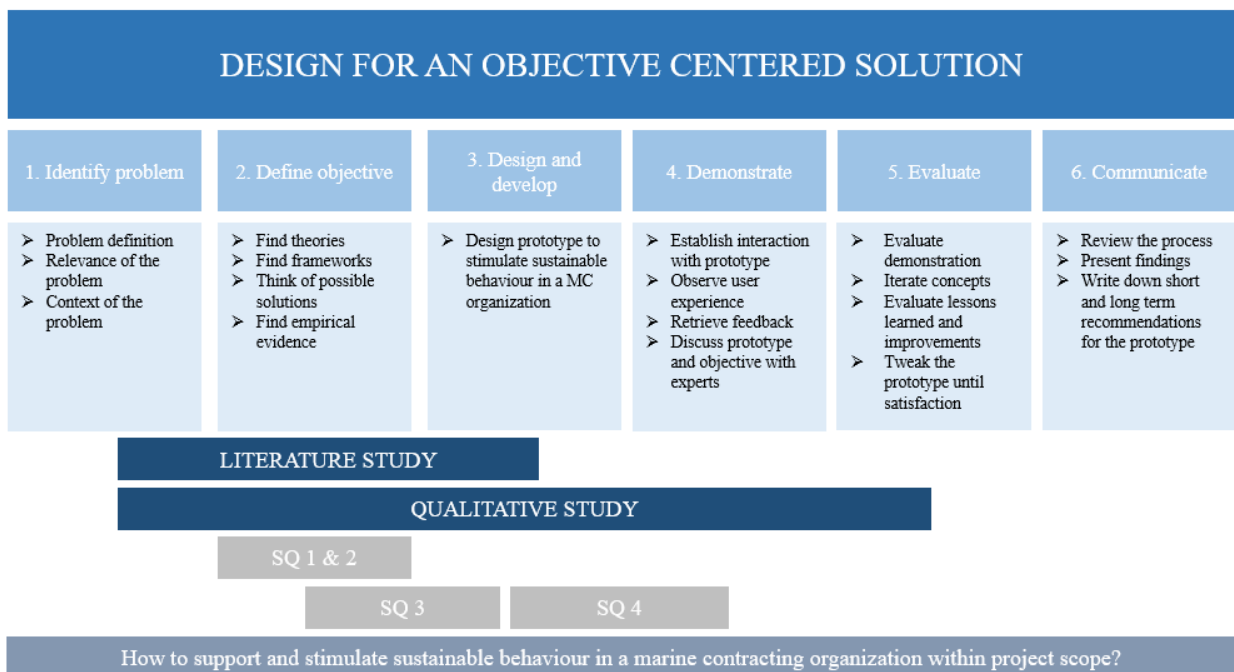 DESIGN FOR AN OBJECTIVE CENTERED SOLUTION
1. Identify problem
2. Define objective
3. Design and
develop
4. Demonstrate
5. Evaluate
6. Communicate
➢ Problem definition
➢ Relevance of the
problem
➢ Context of the
problem
➢ Find theories
➢ Find frameworks
➢ Think of possible
solutions
➢ Find empirical
evidence
➢ Design prototype to
stimulate sustainable
behaviour in a MC
organization
➢ Establish interaction
with prototype
➢ Observe user
experience
➢ Retrieve feedback
➢ Discuss prototype
and objective with
experts
➢ Evaluate
demonstration
➢ Iterate concepts
➢ Evaluate lessons
learned and
improvements
➢ Tweak the
prototype until
satisfaction
➢ Review the process
➢ Present findings
➢ Write down short
and long term
recommendations
for the prototype
LITERATURE STUDY
QUALITATIVE STUDY
SQ 1 & 2
SQ 3
SQ 4
How to support and stimulate sustainable behaviour in a marine contracting organization within project scope?